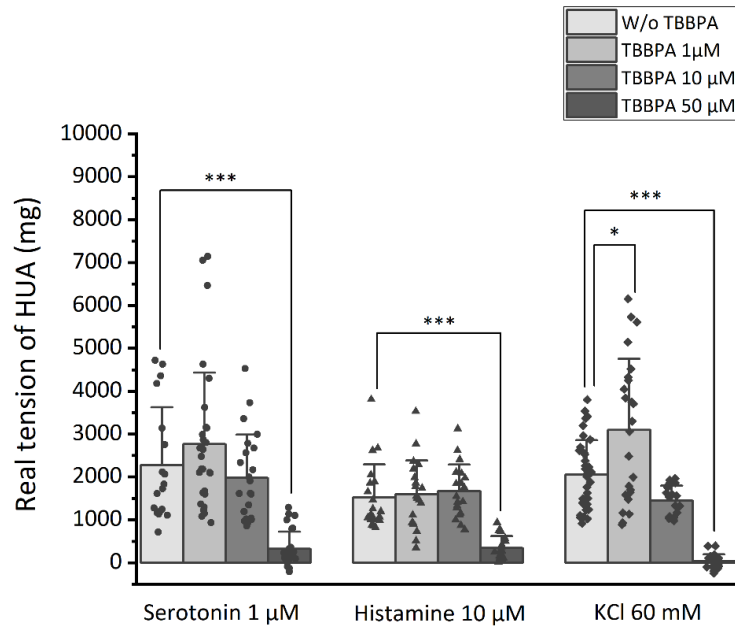 W/o TBBPA
TBBPA 1µM
TBBPA 10 µM
TBBPA 50 µM
Real tension of HUA (mg)
10000
9000
8000
7000
6000
5000
4000
3000
2000
1000
0
***
***
***
*
Serotonin 1 µM
Histamine 10 µM
KCl 60 mM